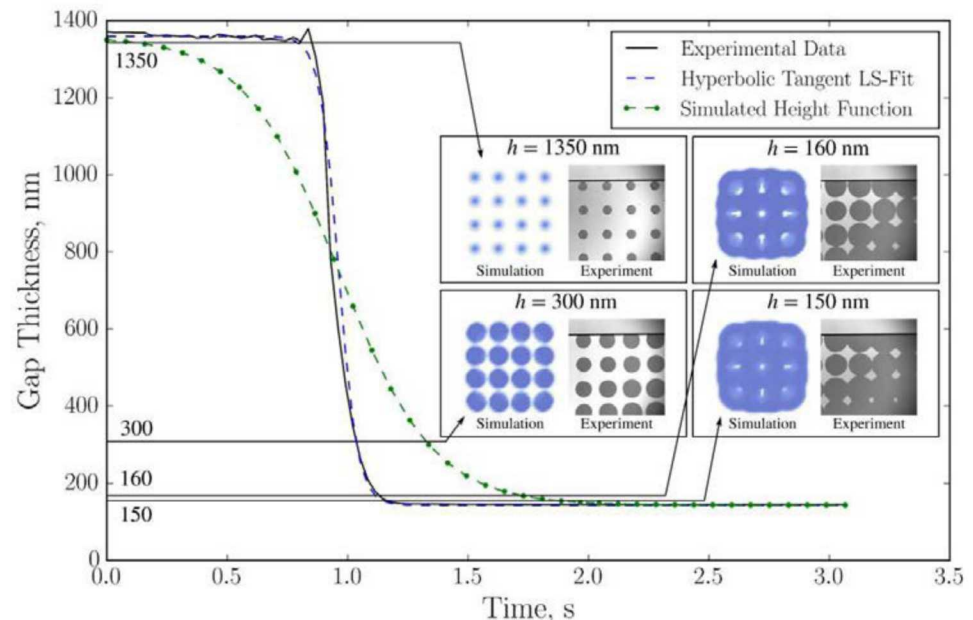 1400
1200
1000
800
600
400
200
0
Gap Thickness, nm
1350
300
160
150
Experimental Data
Hyperbolic Tangent LS-Fit
Simulated Height Function
h = 1350 nm
Simulation Experiment
h = 160 nm
Simulation Experiment
h = 300 nm
Simulation Experiment
h = 150 nm
Simulation Experiment
0.0 0.5 1.0 1.5 2.0 2.5 3.0 3.5
Time, s